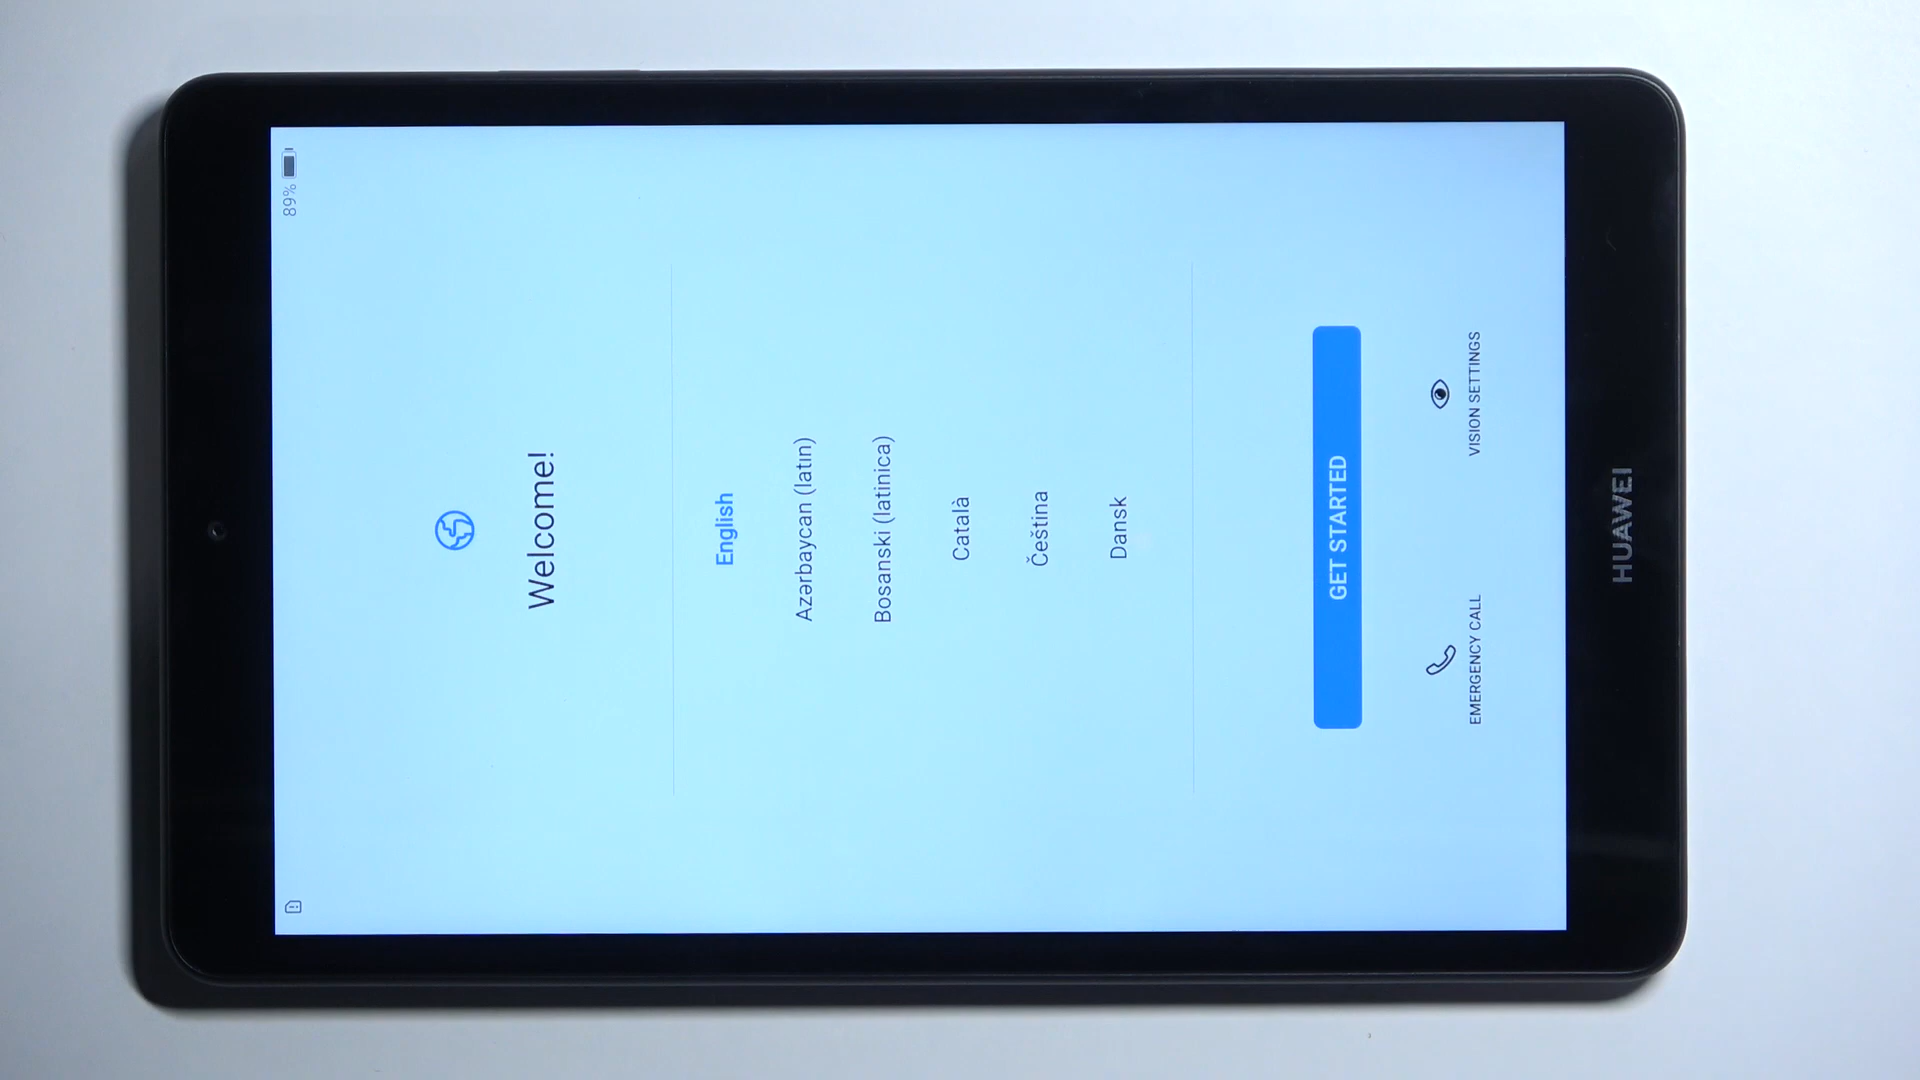 89%
Welcome!
English
Azərbaycan (latın)
Bosanski (latinica)
Català
Čeština
Dansk
GET STARTED
EMERGENCY CALL
VISION SETTINGS
HUAWEI